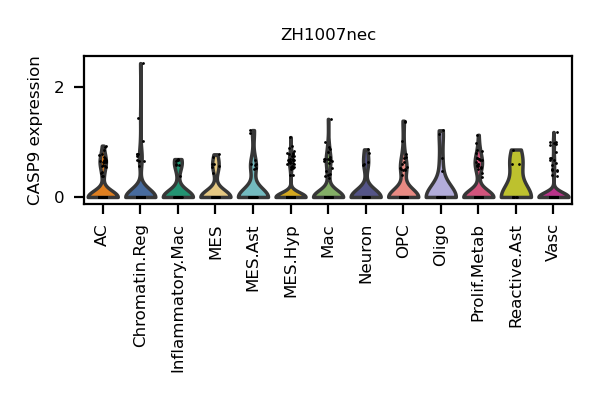 ZH1007nec
CASP9 expression
2
0
AC
Chromatin.Reg
Inflammatory.Mac
MES
MES.Ast
MES.Hyp
Mac
Neuron
OPC
Oligo
Prolif.Metab
Reactive.Ast
Vasc